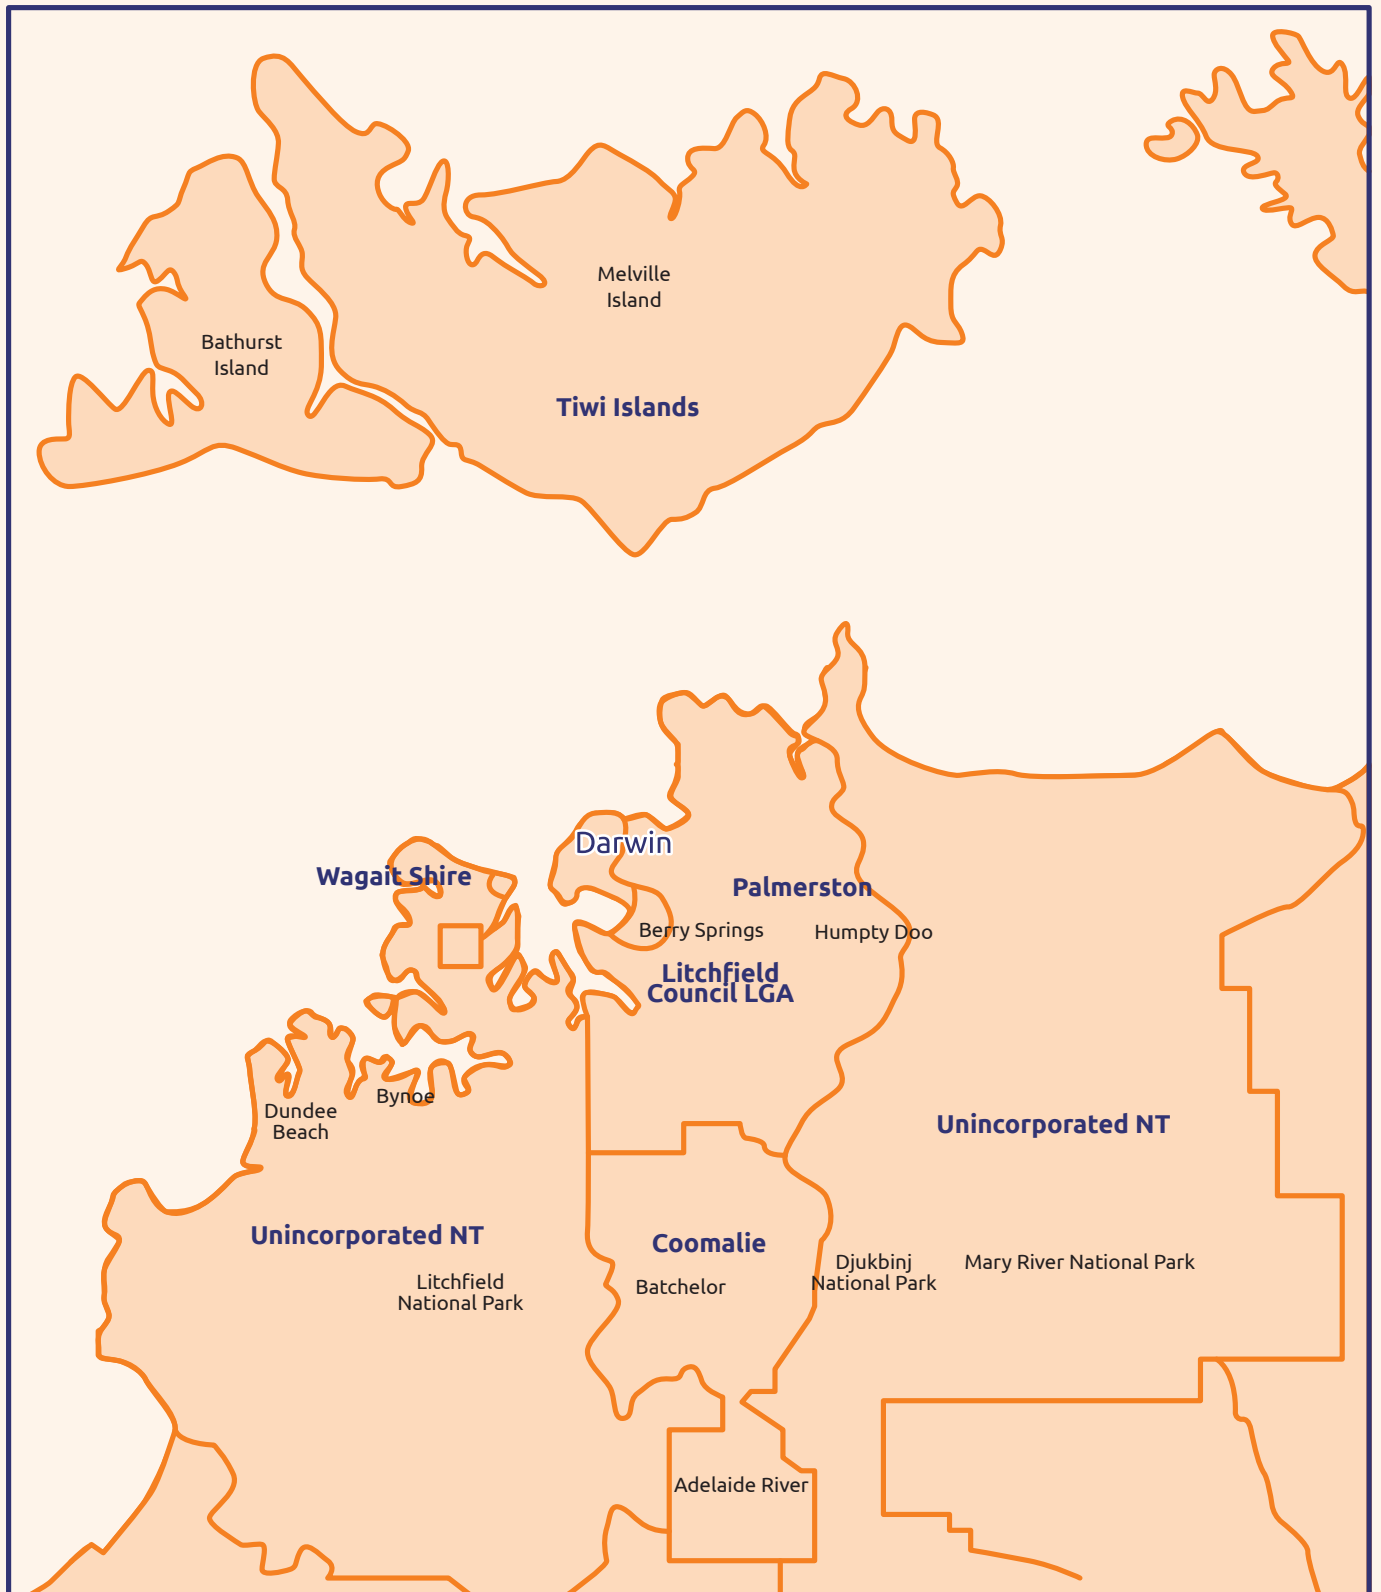 Melville
Island
Bathurst
Island
Tiwi Islands
Darwin
Wagait Shire
Palmerston
Berry Springs
Humpty Doo
Litchfield
Council LGA
Bynoe
Dundee
Beach
Unincorporated NT
Unincorporated NT
Coomalie
Djukbinj
National Park
Mary River National Park
Litchfield
National Park
Batchelor
Adelaide River